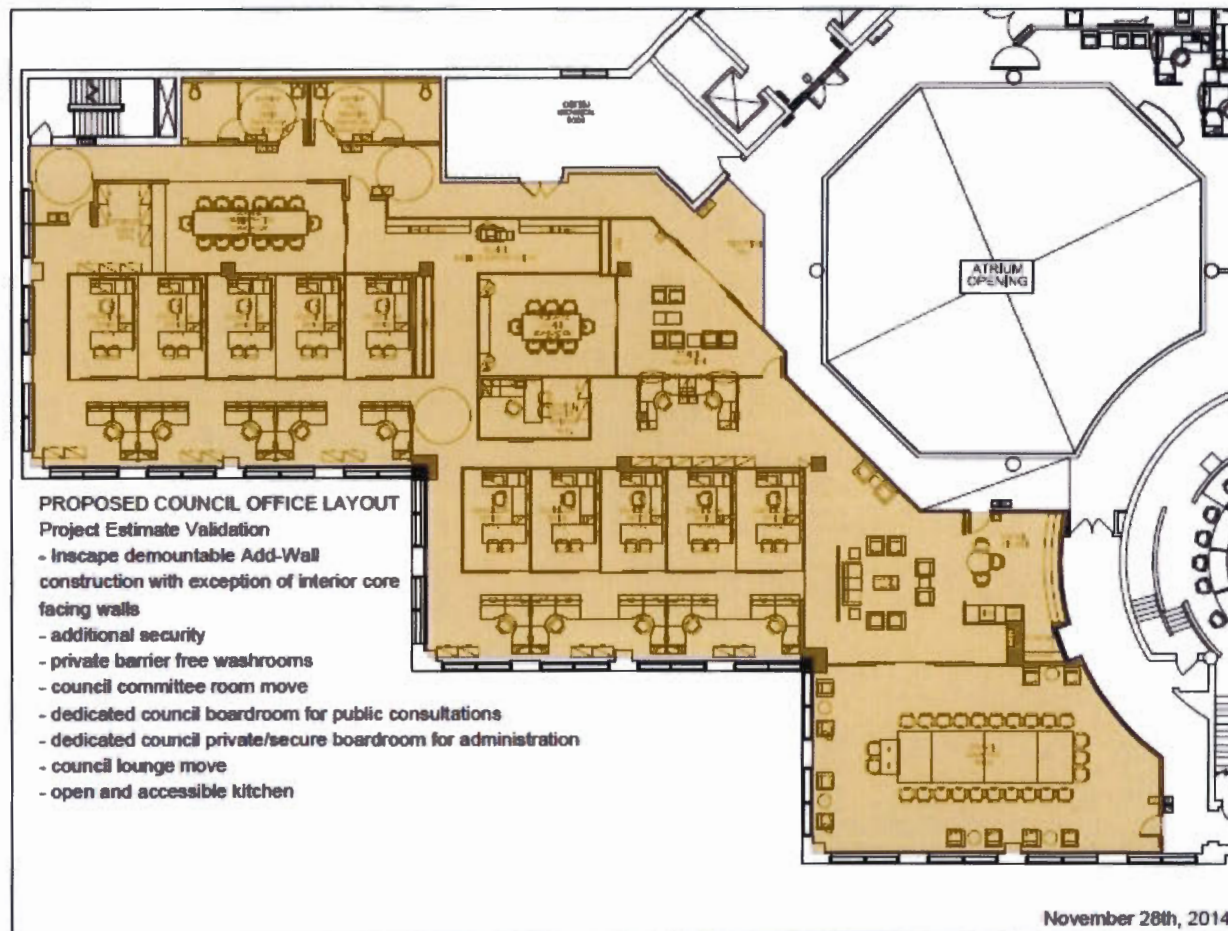 ATRIUM
OPENING
PROPOSED COUNCIL OFFICE LAYOUT
Project Estimate Validation
- Inscape demountable Add-Wall
construction with exception of interior core
facing walls
- additional security
- private barrier free washrooms
- council committee room move
- dedicated council boardroom for public consultations
- dedicated council private/secure boardroom for administration
- council lounge move
- open and accessible kitchen
November 28th, 2014